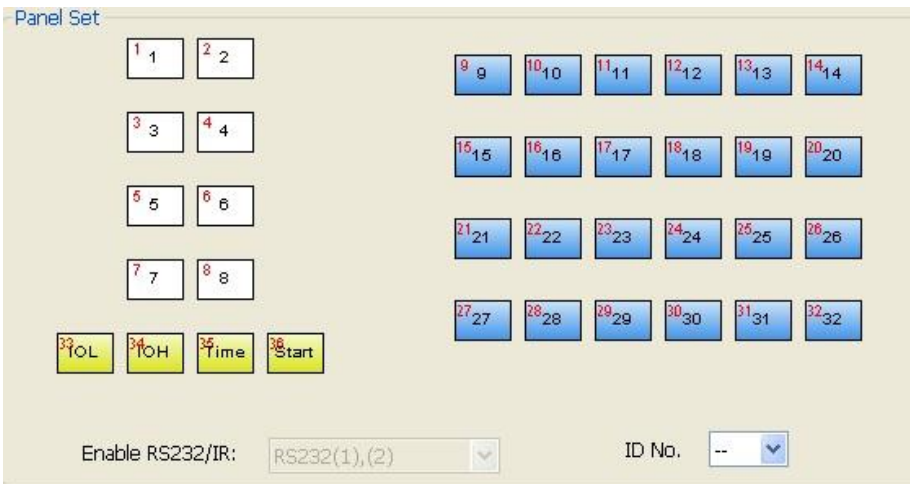 Panel Set
1 1 2 2
9 9 10 10 11 11 12 12 13 13 14 14
3 3 4 4
15 15 16 16 17 17 18 18 19 19 20 20
5 5 6 6
21 21 22 22 23 23 24 24 25 25 26 26
7 7 8 8
27 27 28 28 29 29 30 30 31 31 32 32
33 IOL 34 IOH 35 Time 36 Start
Enable RS232/IR: RS232(1),(2) ID No. --